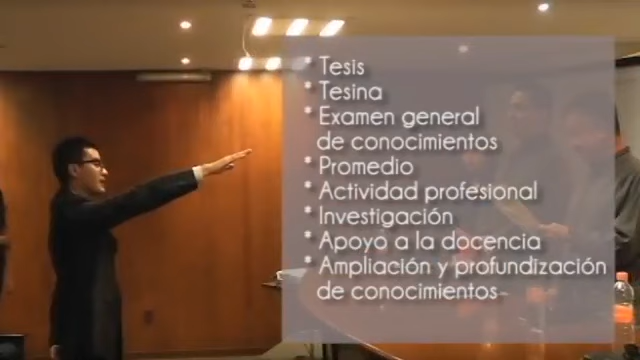 * Tesis
* Tesina
* Examen general
de conocimientos
* Promedio
* Actividad profesional
* Investigación
* Apoyo a la docencia
* Ampliación y profundización
de conocimientos-